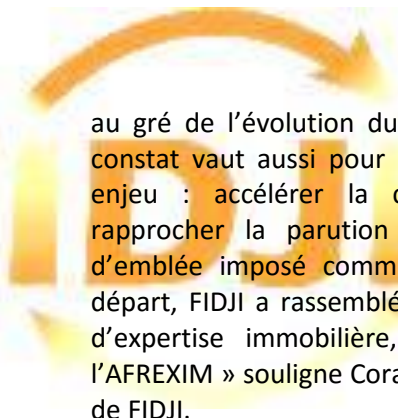 au gré de l’évolution du
constat vaut aussi pour
enjeu : accélérer la
rapprocher la parution
d'emblée imposé comm
départ, FIDJI a rassemblé
d’expertise immobilière,
l’AFREXIM » souligne Cora
de FIDJI.
IDJI